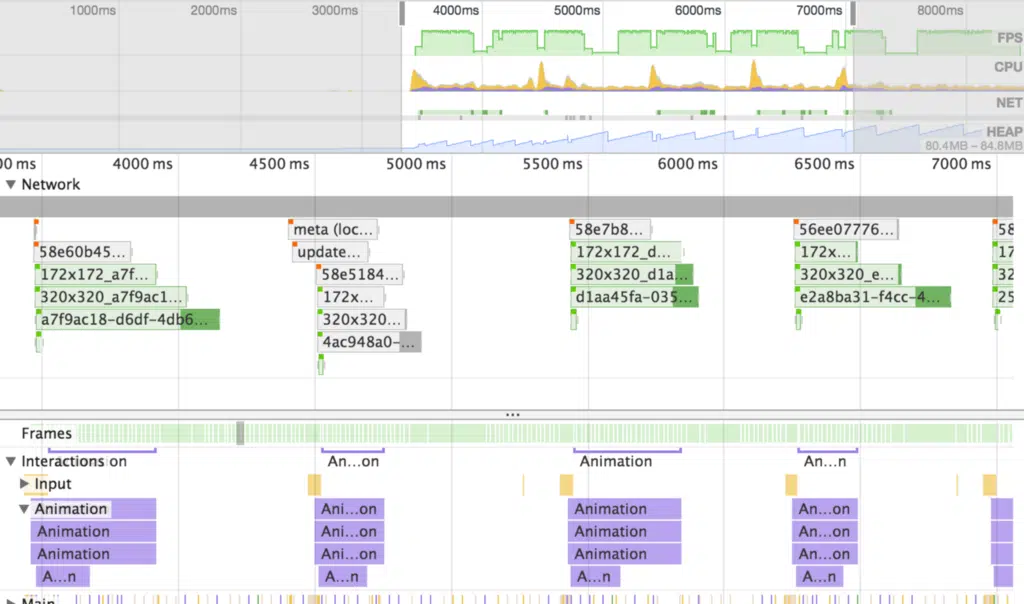 1000ms 2000ms 3000ms 4000ms 5000ms 6000ms 7000ms 8000ms
FPS
CPU
NET
HEAP
80.4MB – 84.8MB
00 ms 4000 ms 4500 ms 5000 ms 5500 ms 6000 ms 6500 ms 7000 ms
Network
meta (loc... 58e7b8... 56ee07776... 58
58e60b45... update... 172x172_d... 172x... 17
172x172_a7f... 58e5184... 320x320_d1a... 320x320_e... 32
320x320_a7f9ac1... 172x... d1aa45fa-035... e2a8ba31-f4cc-4... 25
a7f9ac18-d6df-4db6... 320x320...
4ac948a0-...
...
Frames
Interactions on An...on Animation An...n
Input
Animation Ani...on Animation An...on
Animation Ani...on Animation An...on
Animation Ani...on Animation An...on
A...n A...n A...n A...n
Main